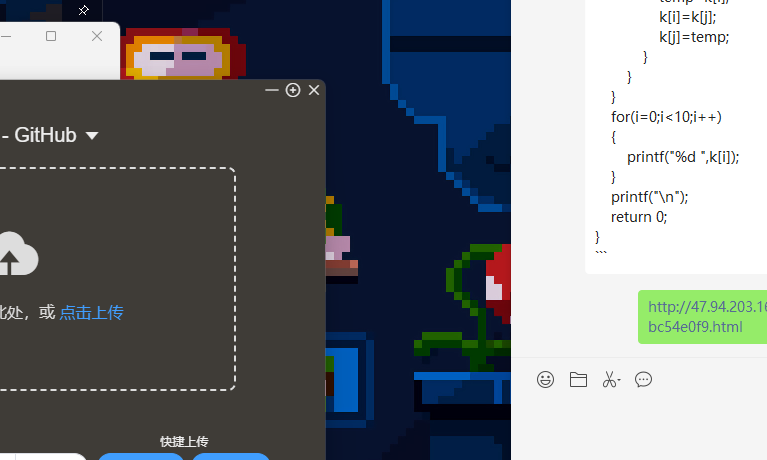 - GitHub
此处，或 点击上传
快捷上传
k[i]=k[j];
k[j]=temp;
}
}
}
for(i=0;i<10;i++)
{
printf("%d ",k[i]);
}
printf("\n");
return 0;
}
```
http://47.94.203.16
bc54e0f9.html